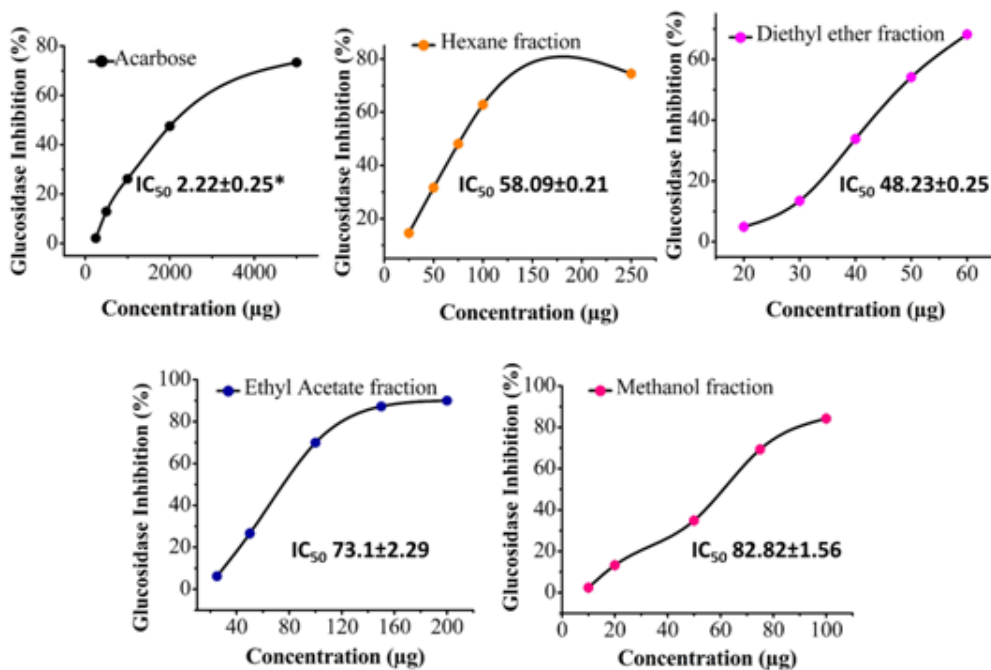 Glucosidase Inhibition (%)
80
60
40
20
0
Acarbose
IC50 2.22±0.25*
0 2000 4000
Concentration (µg)
Glucosidase Inhibition (%)
80
60
40
20
Hexane fraction
IC50 58.09±0.21
50 100 150 200 250
Concentration (µg)
Glucosidase Inhibition (%)
60
40
20
0
Diethyl ether fraction
IC50 48.23±0.25
20 30 40 50 60
Concentration (µg)
Glucosidase Inhibition (%)
100
80
60
40
20
0
Ethyl Acetate fraction
IC50 73.1±2.29
40 80 120 160 200
Concentration (µg)
Glucosidase Inhibition (%)
100
80
60
40
20
0
Methanol fraction
IC50 82.82±1.56
0 20 40 60 80 100
Concentration (µg)